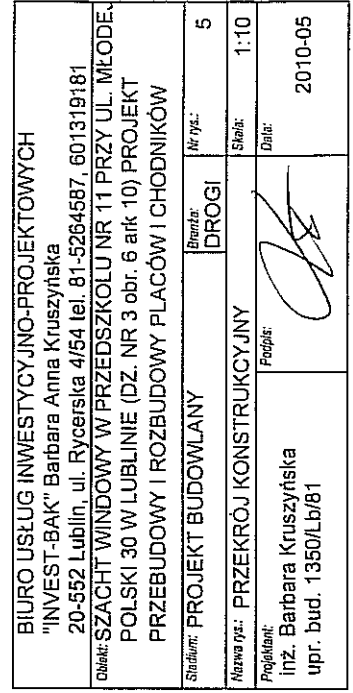 BIURO USŁUG INWESTYCYJNO-PROJEKTOWYCH
"INVEST-BAK" Barbara Anna Kruszyńska
20-552 Lublin, ul. Rycerska 4/54 tel. 81-5264587, 601319181
Obiekt: SZACHT WINDOWY W PRZEDSZKOLU NR 11 PRZY UL. MŁODEJ
POLSKI 30 W LUBLINIE (DZ. NR 3 obr. 6 ark 10) PROJEKT
PRZEBUDOWY I ROZBUDOWY PLACÓW I CHODNIKÓW
Stadium: PROJEKT BUDOWLANY Branża: DROGI Nr rys.: 5
Nazwa rys.: PRZEKRÓJ KONSTRUKCYJNY Skala: 1:10
Projektant: Podpis: Data:
inż. Barbara Kruszyńska
upr. bud. 1350/Lb/81 2010-05